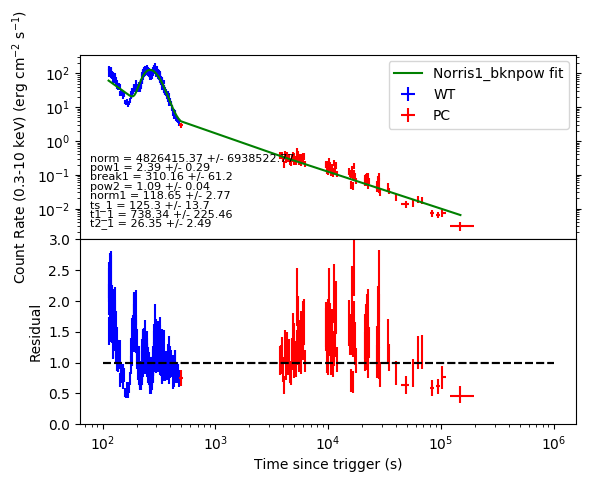 Count Rate (0.3-10 keV) (erg cm⁻² s⁻¹)
10²
10¹
10⁰
10⁻¹
10⁻²
Norris1_bknpow fit
WT
PC
norm = 4826415.37 +/- 6938522.
pow1 = 2.39 +/- 0.29
break1 = 310.16 +/- 61.2
pow2 = 1.09 +/- 0.04
norm1 = 118.65 +/- 2.77
ts_1 = 125.3 +/- 13.7
t1_1 = 738.34 +/- 225.46
t2_1 = 26.35 +/- 2.49
Residual
3.0
2.5
2.0
1.5
1.0
0.5
0.0
10² 10³ 10⁴ 10⁵ 10⁶
Time since trigger (s)